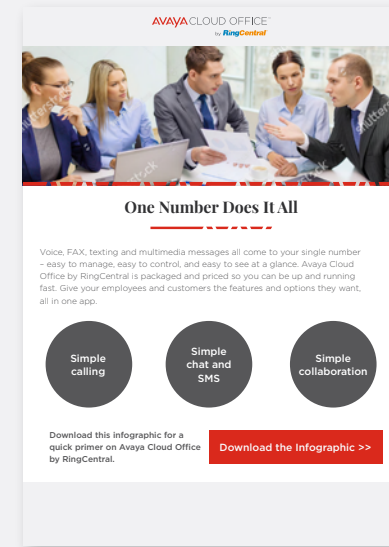 AVAYA CLOUD OFFICE™
by RingCentral
shutterstock
One Number Does It All
Voice, FAX, texting and multimedia messages all come to your single number
– easy to manage, easy to control, and easy to see at a glance. Avaya Cloud
Office by RingCentral is packaged and priced so you can be up and running
fast. Give your employees and customers the features and options they want,
all in one app.
Simple
calling
Simple
chat and
SMS
Simple
collaboration
Download this infographic for a
quick primer on Avaya Cloud Office
by RingCentral.
Download the Infographic >>